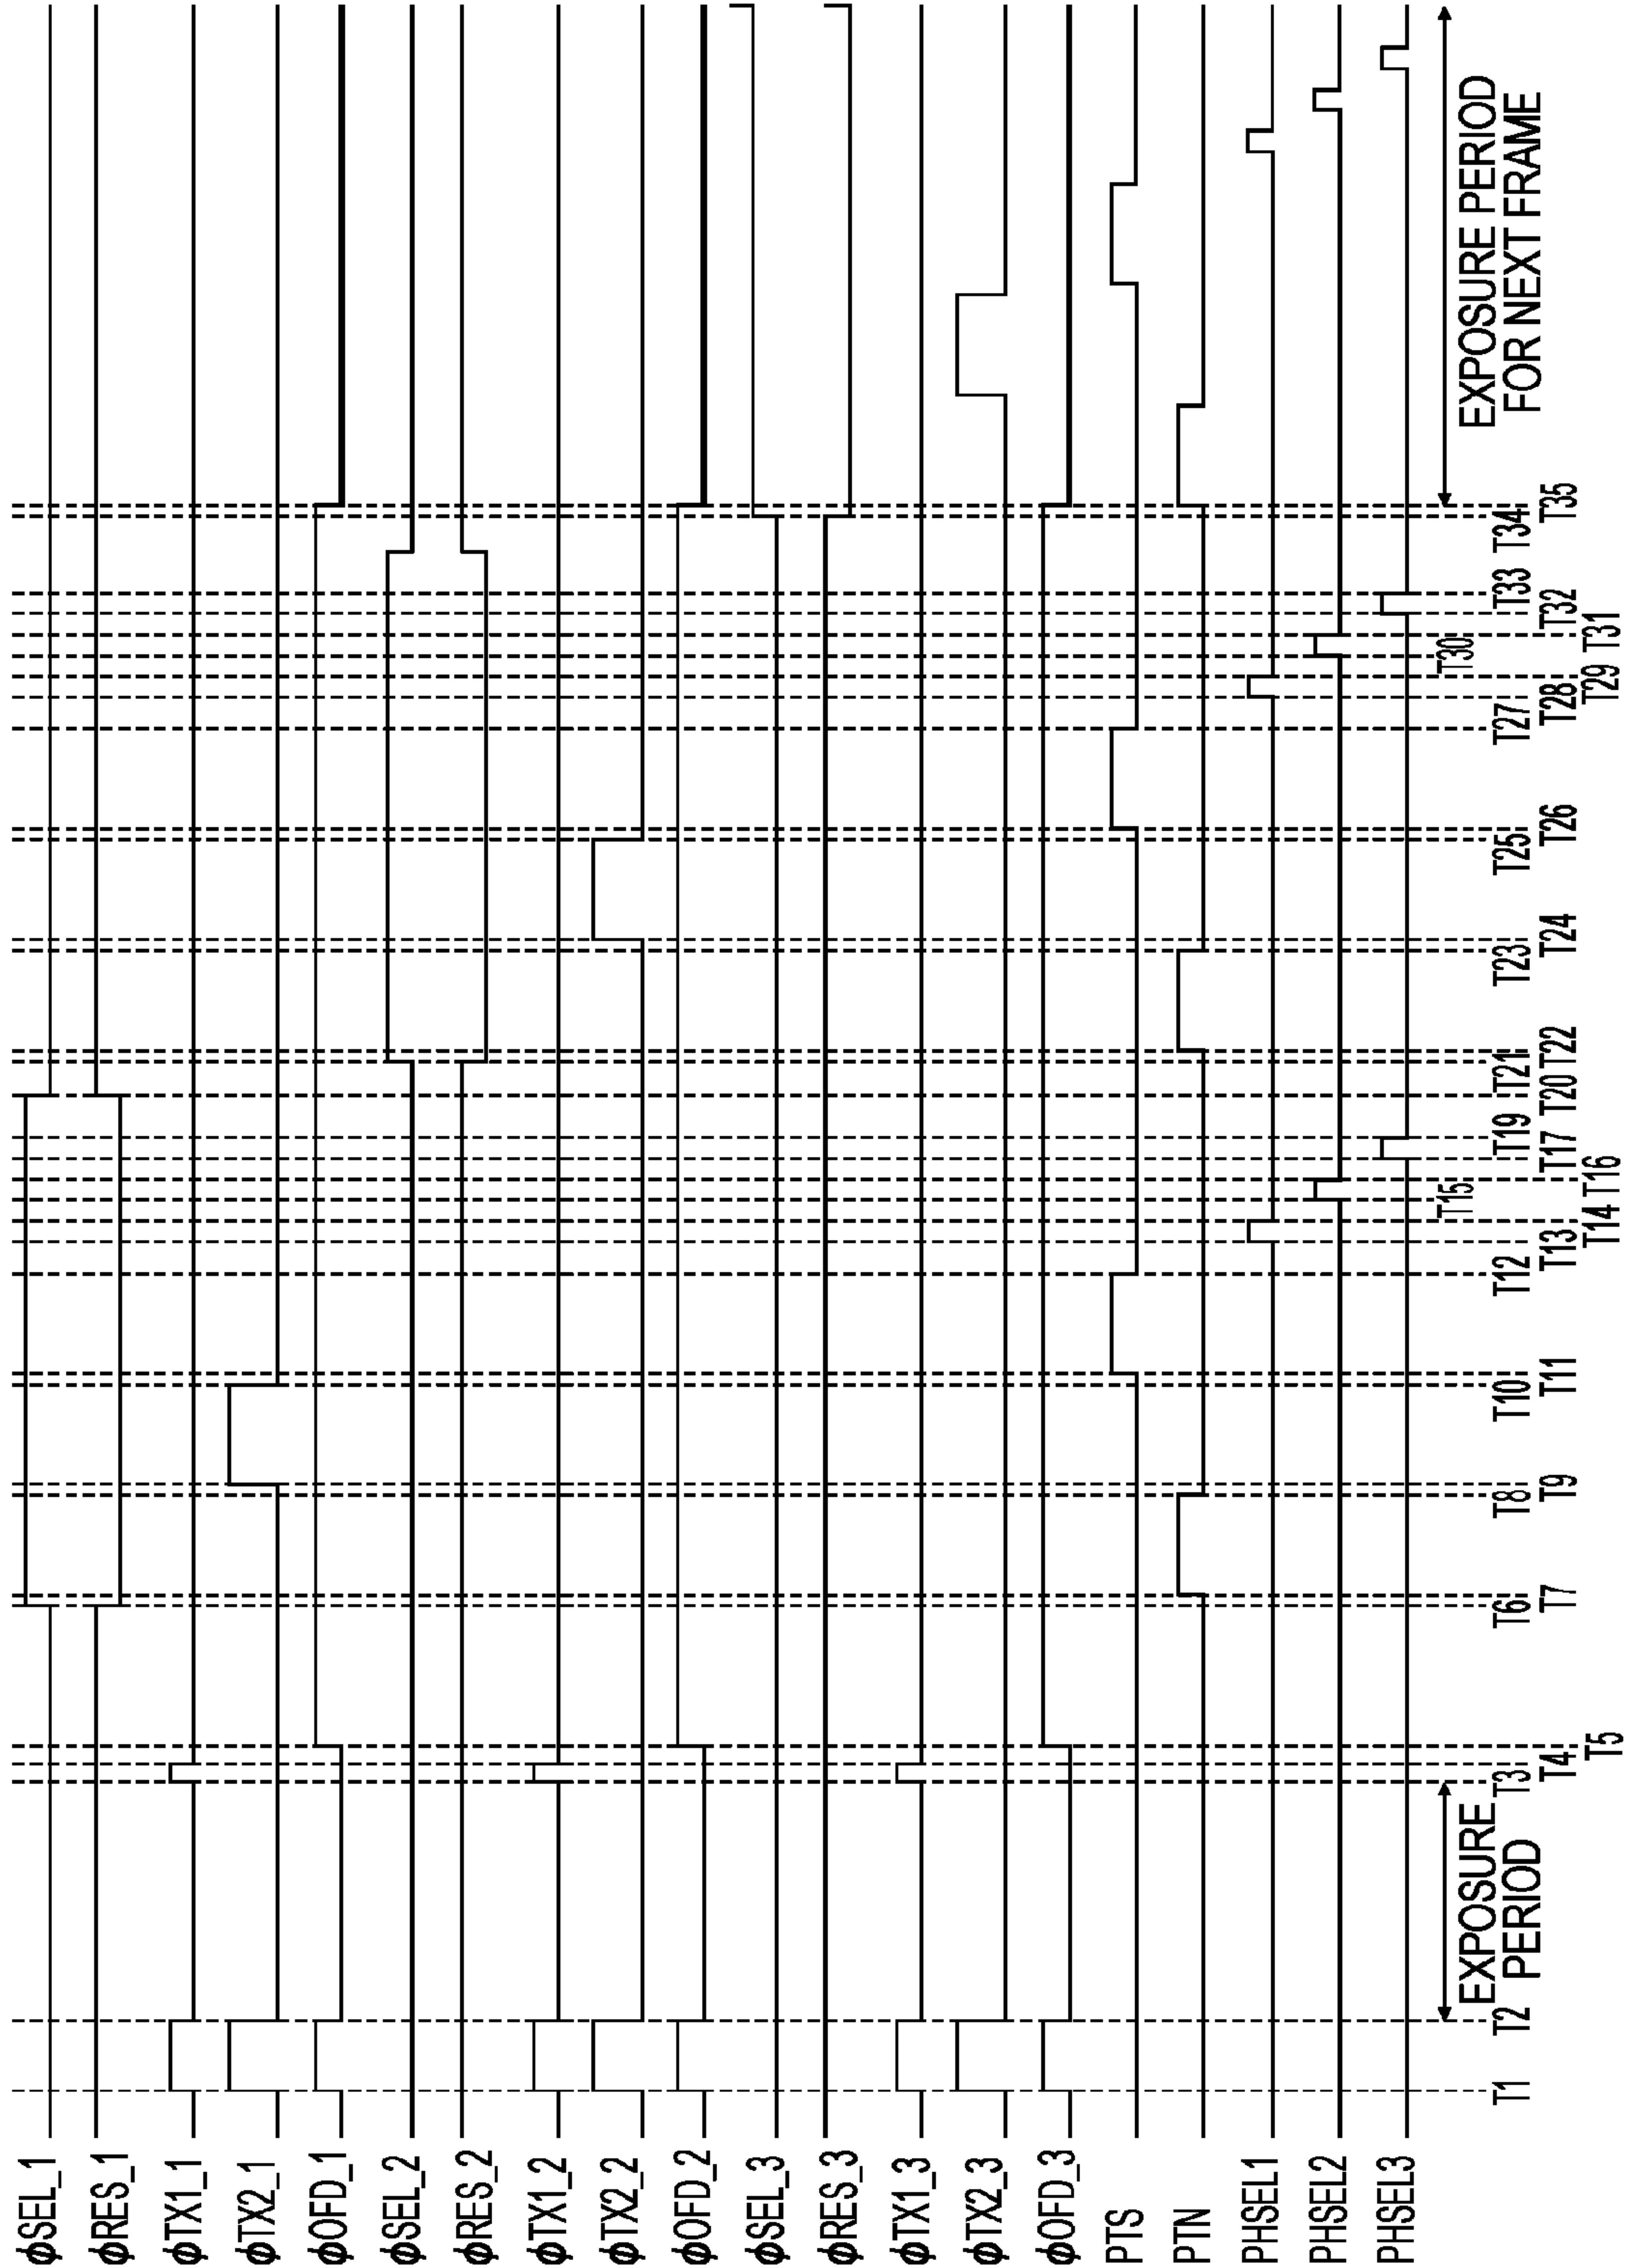 ϕSEL_1
ϕRES_1
ϕTX1_1
ϕTX2_1
ϕOFD_1
ϕSEL_2
ϕRES_2
ϕTX1_2
ϕTX2_2
ϕOFD_2
ϕSEL_3
ϕRES_3
ϕTX1_3
ϕTX2_3
ϕOFD_3
PTS
PTN
PHSEL1
PHSEL2
PHSEL3
EXPOSURE
PERIOD
EXPOSURE PERIOD
FOR NEXT FRAME
T1
T2
T3
T4
T5
T6
T7
T8
T9
T10
T11
T12
T13
T14
T15
T16
T17
T19
T20
T21
T22
T23
T24
T25
T26
T27
T28
T29
T30
T31
T32
T33
T34
T35